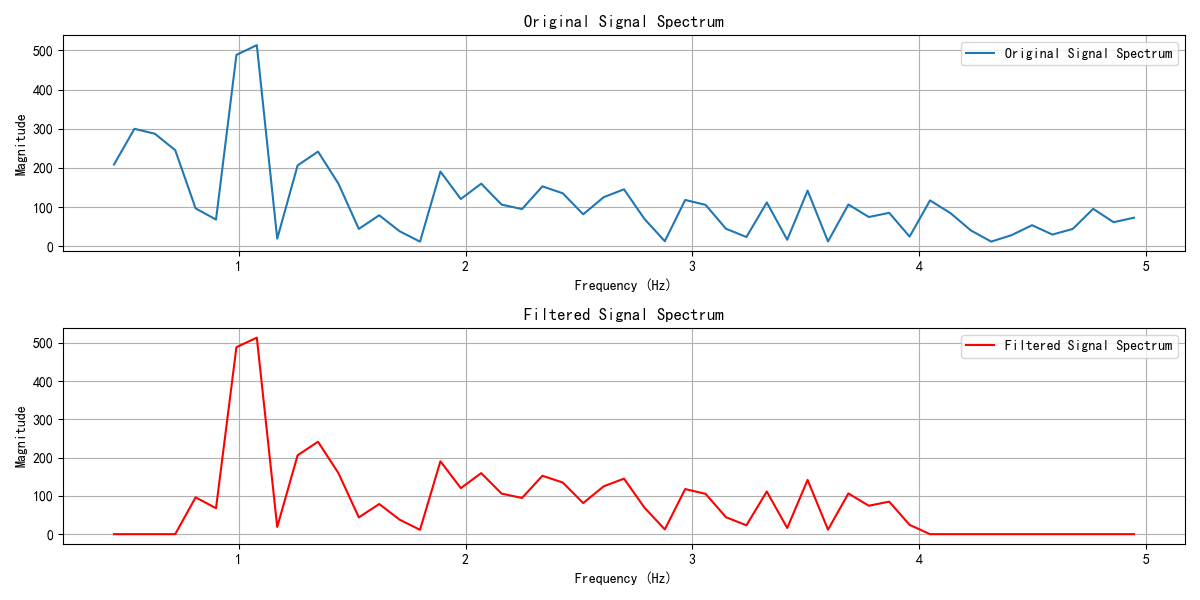 Original Signal Spectrum
Original Signal Spectrum
Magnitude
500
400
300
200
100
0
1
2
3
4
5
Frequency (Hz)
Filtered Signal Spectrum
Filtered Signal Spectrum
Magnitude
500
400
300
200
100
0
1
2
3
4
5
Frequency (Hz)